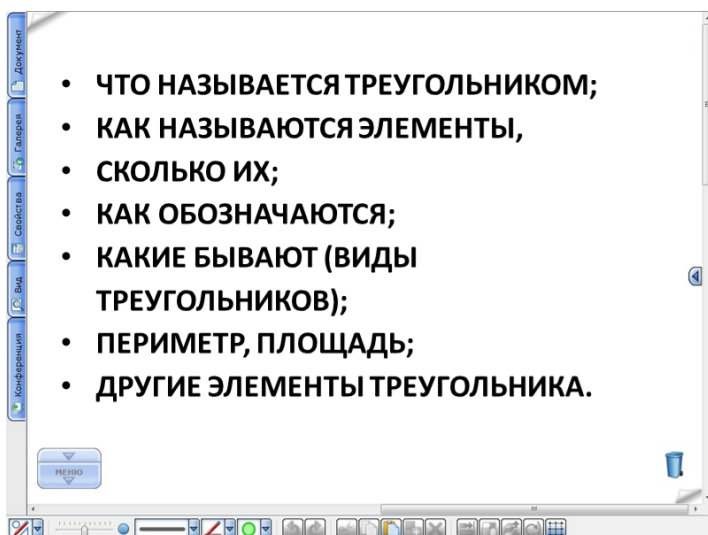 Документ
Галерея
Свойства
Вид
Конференция
• ЧТО НАЗЫВАЕТСЯ ТРЕУГОЛЬНИКОМ;
• КАК НАЗЫВАЮТСЯ ЭЛЕМЕНТЫ,
• СКОЛЬКО ИХ;
• КАК ОБОЗНАЧАЮТСЯ;
• КАКИЕ БЫВАЮТ (ВИДЫ
ТРЕУГОЛЬНИКОВ);
• ПЕРИМЕТР, ПЛОЩАДЬ;
• ДРУГИЕ ЭЛЕМЕНТЫ ТРЕУГОЛЬНИКА.
МЕНЮ